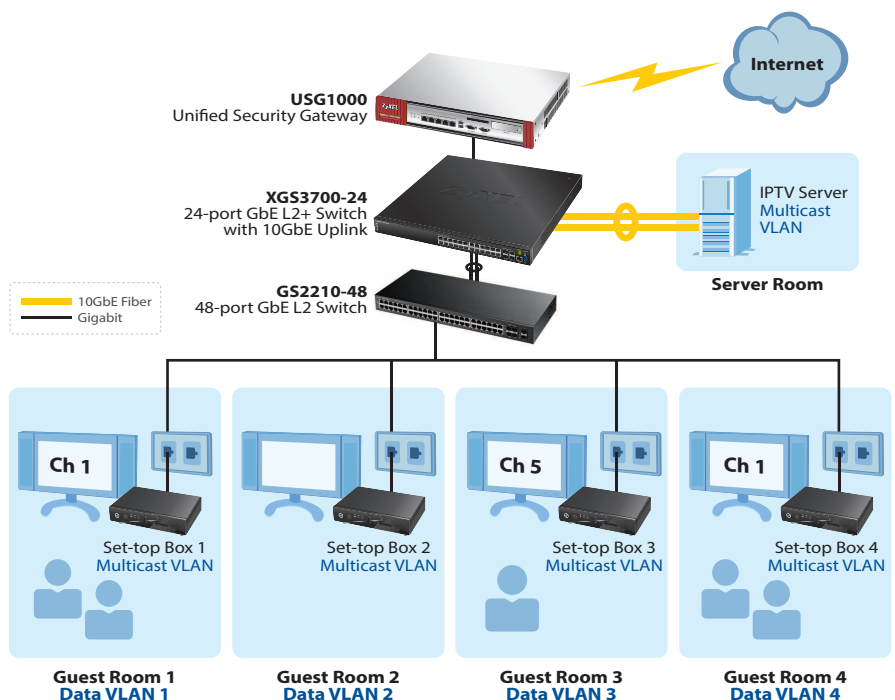 Internet
USG1000
Unified Security Gateway
ZyXEL
XGS3700-24
24-port GbE L2+ Switch
with 10GbE Uplink
ZyXEL
IPTV Server
Multicast
VLAN
Server Room
GS2210-48
48-port GbE L2 Switch
10GbE Fiber
Gigabit
Ch 1
Set-top Box 1
Multicast VLAN
Guest Room 1
Data VLAN 1
Set-top Box 2
Multicast VLAN
Guest Room 2
Data VLAN 2
Ch 5
Set-top Box 3
Multicast VLAN
Guest Room 3
Data VLAN 3
Ch 1
Set-top Box 4
Multicast VLAN
Guest Room 4
Data VLAN 4